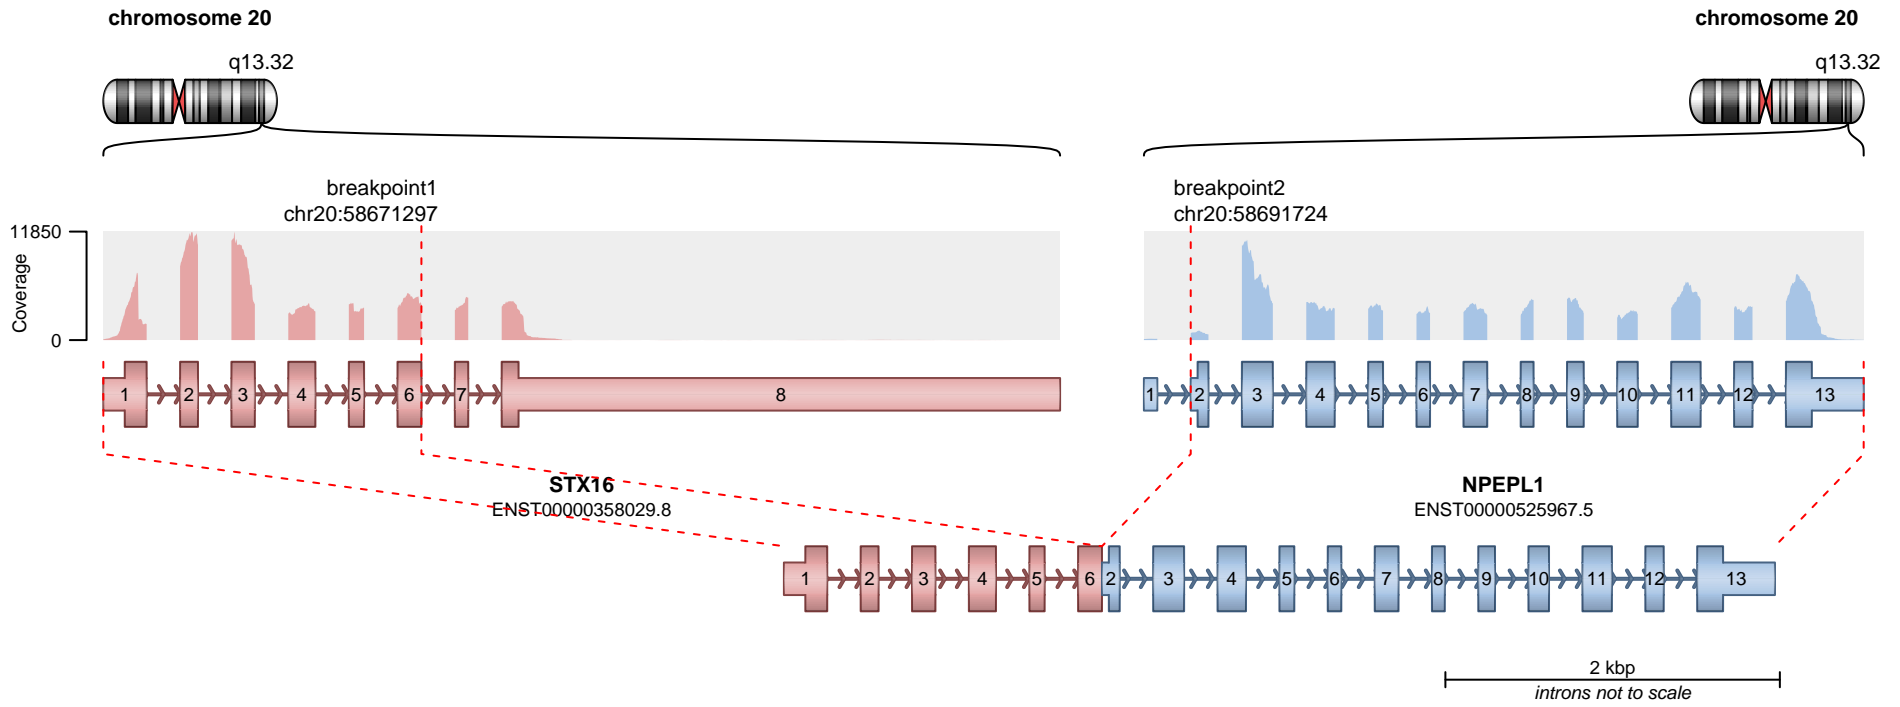 chromosome 20
chromosome 20
q13.32
q13.32
breakpoint1
chr20:58671297
breakpoint2
chr20:58691724
11850
Coverage
0
1 2 3 4 5 6 7 8
1 2 3 4 5 6 7 8 9 10 11 12 13
STX16
ENST00000358029.8
NPEPL1
ENST00000525967.5
1 2 3 4 5 6 2 3 4 5 6 7 8 9 10 11 12 13
2 kbp
introns not to scale